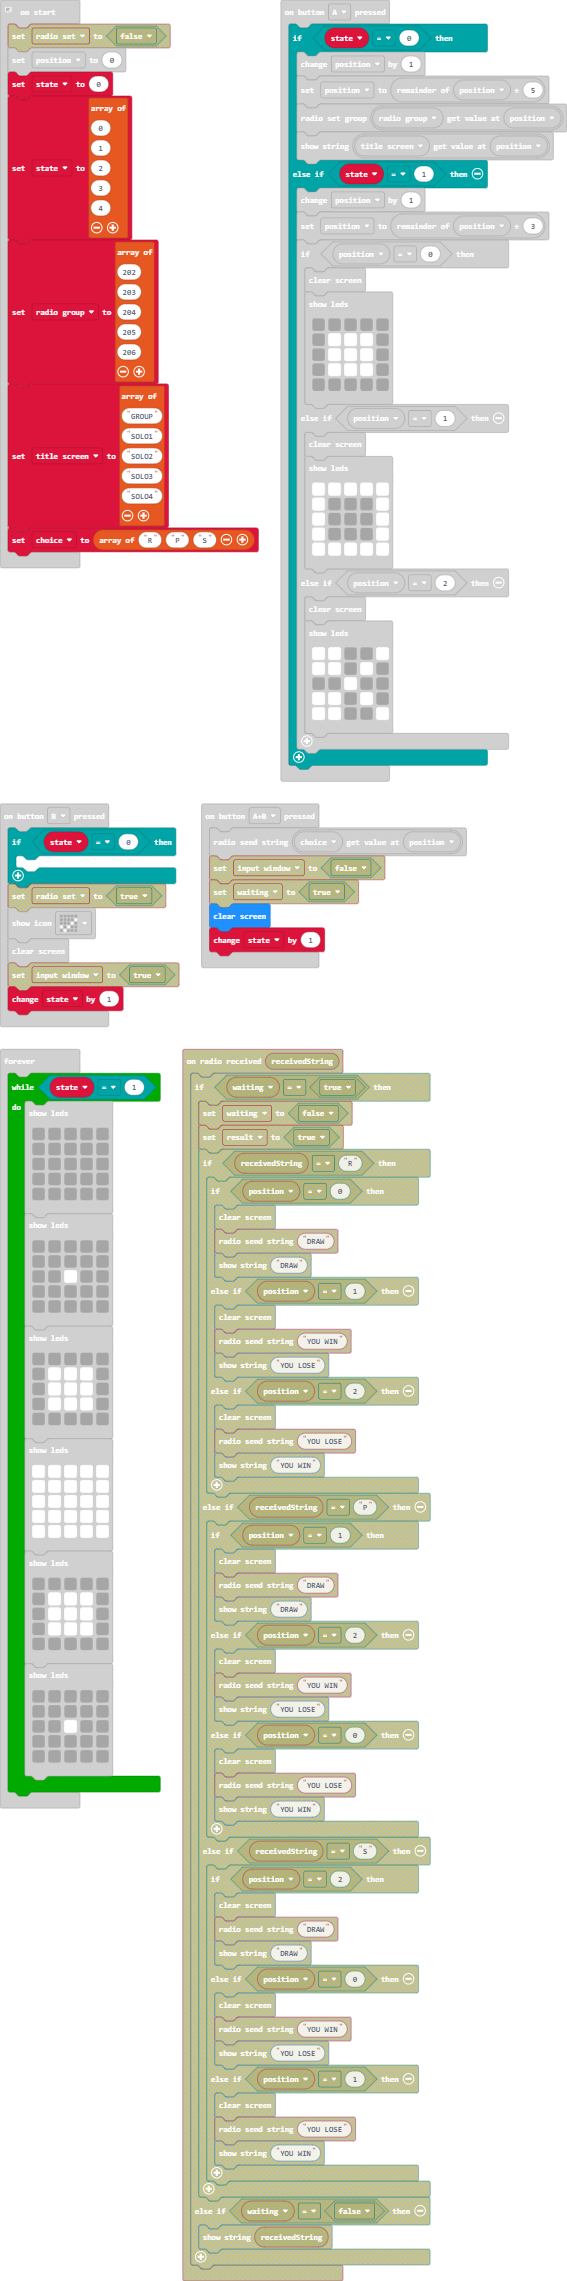 on start
set radio set to false
set position to 0
set state to 0
array of
0
1
2
3
4
set state to
array of
202
203
204
205
206
set radio group to
array of
"GROUP"
"SOLO1"
"SOLO2"
"SOLO3"
"SOLO4"
set title screen to
set choice to array of "R" "P" "S"
on button A pressed
if state = 0 then
change position by 1
set position to remainder of position ÷ 5
radio set group radio group get value at position
show string title screen get value at position
else if state = 1 then
change position by 1
set position to remainder of position ÷ 3
if position = 0 then
clear screen
show leds
else if position = 1 then
clear screen
show leds
else if position = 2 then
clear screen
show leds
on button B pressed
if state = 0 then
set radio set to true
show icon
clear screen
set input window to true
change state by 1
on button A+B pressed
radio send string choice get value at position
set input window to false
set waiting to true
clear screen
change state by 1
forever
while state = 1
do
show leds
show leds
show leds
show leds
show leds
show leds
on radio received receivedString
if waiting = true then
set waiting to false
set result to true
if receivedString = "R" then
if position = 0 then
clear screen
radio send string "DRAW"
show string "DRAW"
else if position = 1 then
clear screen
radio send string "YOU WIN"
show string "YOU LOSE"
else if position = 2 then
clear screen
radio send string "YOU LOSE"
show string "YOU WIN"
else if receivedString = "P" then
if position = 1 then
clear screen
radio send string "DRAW"
show string "DRAW"
else if position = 2 then
clear screen
radio send string "YOU WIN"
show string "YOU LOSE"
else if position = 0 then
clear screen
radio send string "YOU LOSE"
show string "YOU WIN"
else if receivedString = "S" then
if position = 2 then
clear screen
radio send string "DRAW"
show string "DRAW"
else if position = 0 then
clear screen
radio send string "YOU WIN"
show string "YOU LOSE"
else if position = 1 then
clear screen
radio send string "YOU LOSE"
show string "YOU WIN"
else if waiting = false then
show string receivedString